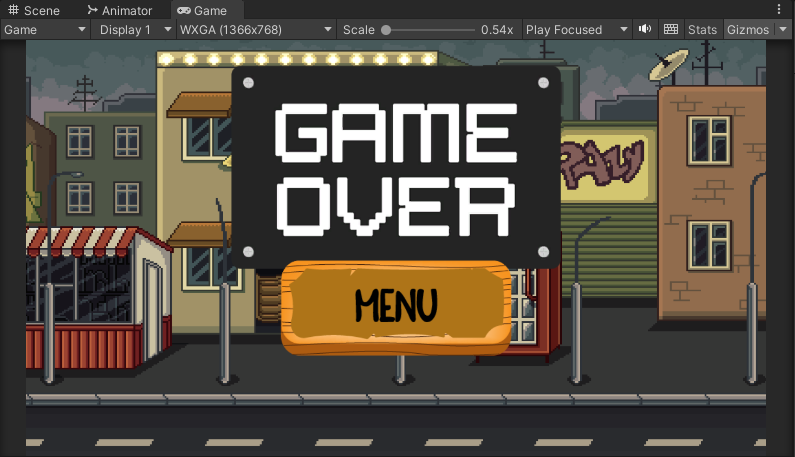 Scene Animator Game
Game Display 1 WXGA (1366x768) Scale 0.54x Play Focused Stats Gizmos
GAME
OVER
MENU